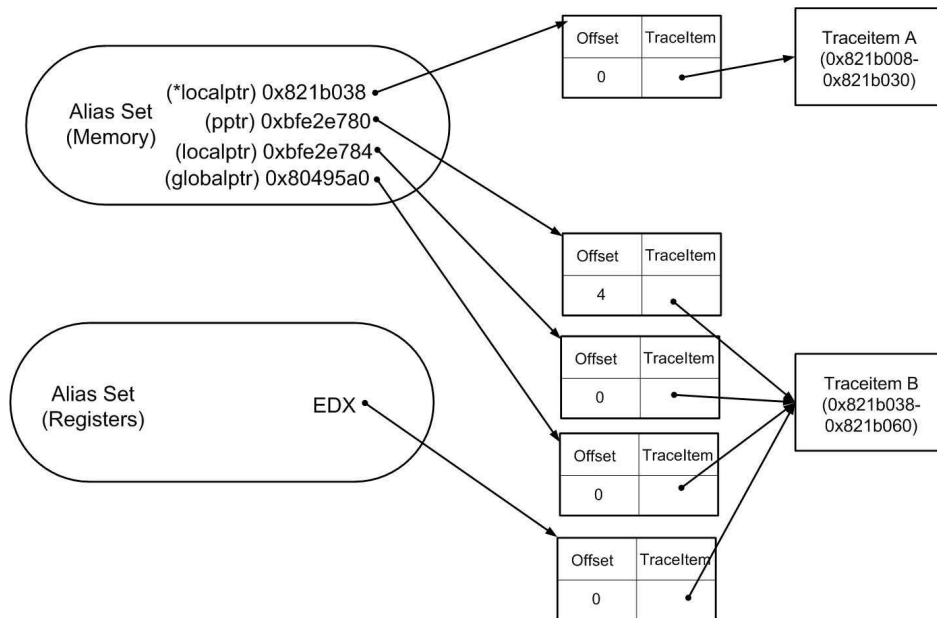 Alias Set
(Memory)
(*localptr) 0x821b038
(pptr) 0xbfe2e780
(localptr) 0xbfe2e784
(globalptr) 0x80495a0
Offset TraceItem
0
Traceitem A
(0x821b008-
0x821b030)
Offset TraceItem
4
Offset TraceItem
0
Offset TraceItem
0
Offset TraceItem
0
Traceitem B
(0x821b038-
0x821b060)
Alias Set
(Registers)
EDX